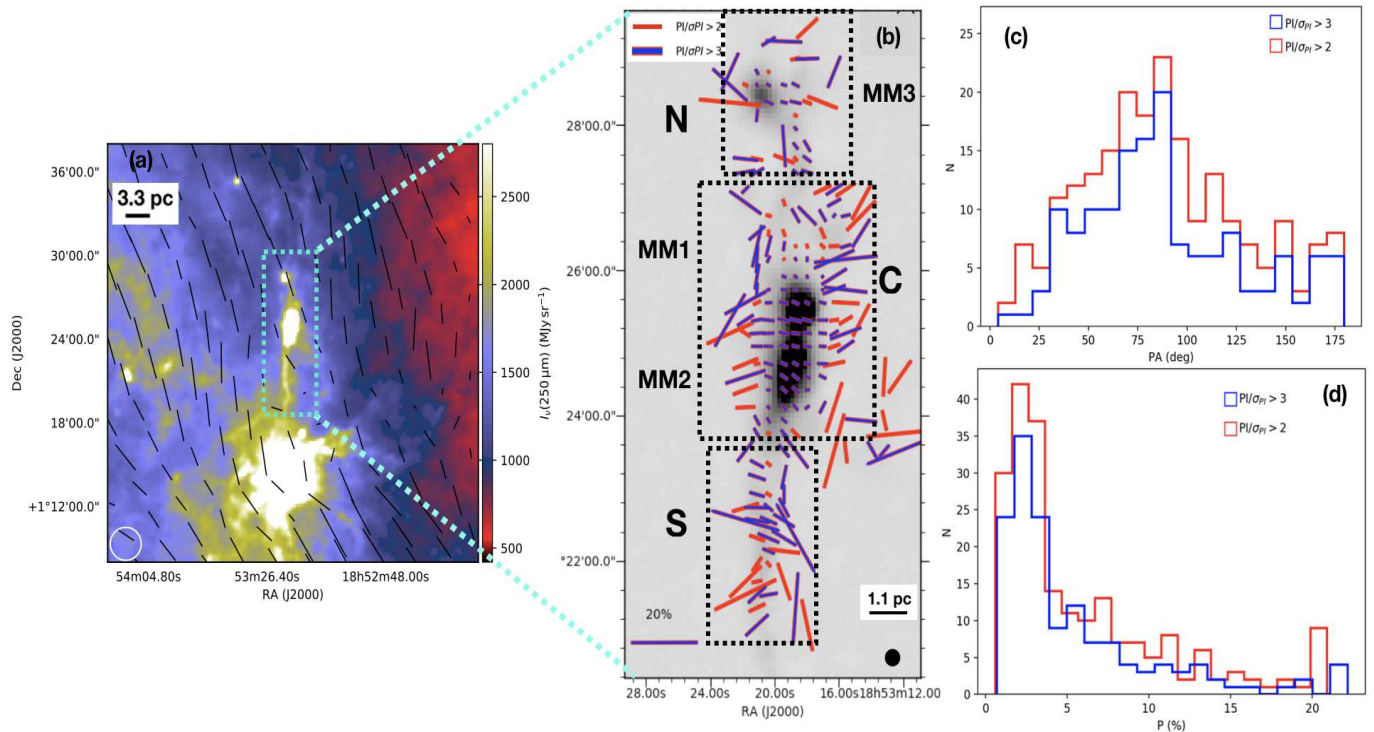 (a)
3.3 pc
36'00.0"
30'00.0"
24'00.0"
18'00.0"
+1°12'00.0"
Dec (J2000)
54m04.80s 53m26.40s 18h52m48.00s
RA (J2000)
2500
2000
1500
1000
500
Iν(250 μm) (MJy sr⁻¹)
PI/σPI > 2
PI/σPI > 3
(b)
MM3
N
28'00.0"
MM1
26'00.0"
C
MM2
24'00.0"
S
°22'00.0"
1.1 pc
20%
28.00s 24.00s 20.00s 16.00s18h53m12.00
RA (J2000)
(c)
PI/σPI > 3
PI/σPI > 2
25
20
15
10
5
0
N
0 25 50 75 100 125 150 175
PA (deg)
(d)
PI/σPI > 3
PI/σPI > 2
40
35
30
25
20
15
10
5
0
N
0 5 10 15 20
P (%)